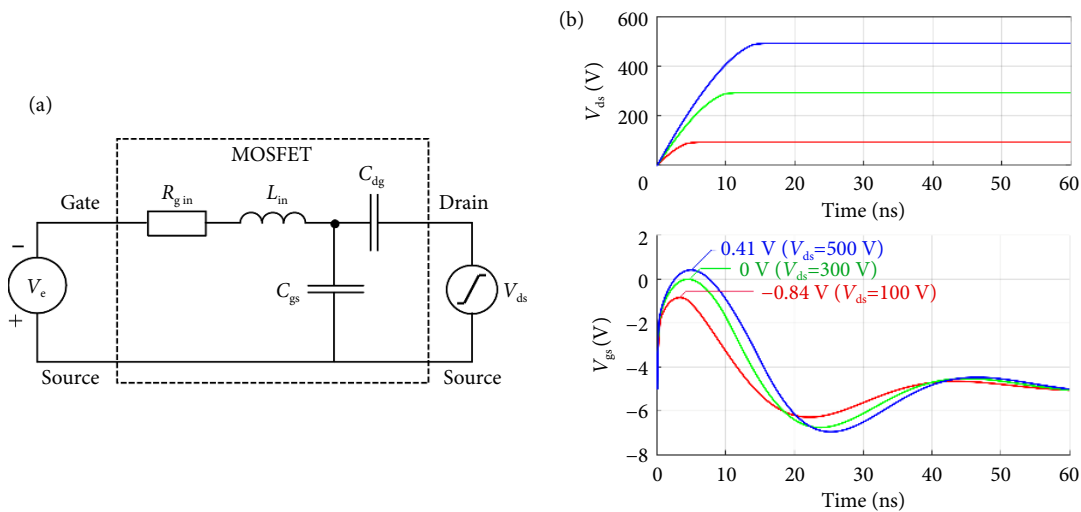 (a)
MOSFET
Gate
R_g in
L_in
C_dg
Drain
−
V_e
+
C_gs
V_ds
Source
Source
(b)
V_ds (V)
600
400
200
0
0 10 20 30 40 50 60
Time (ns)
V_gs (V)
2
0
−2
−4
−6
−8
0.41 V (V_ds=500 V)
0 V (V_ds=300 V)
−0.84 V (V_ds=100 V)
0 10 20 30 40 50 60
Time (ns)